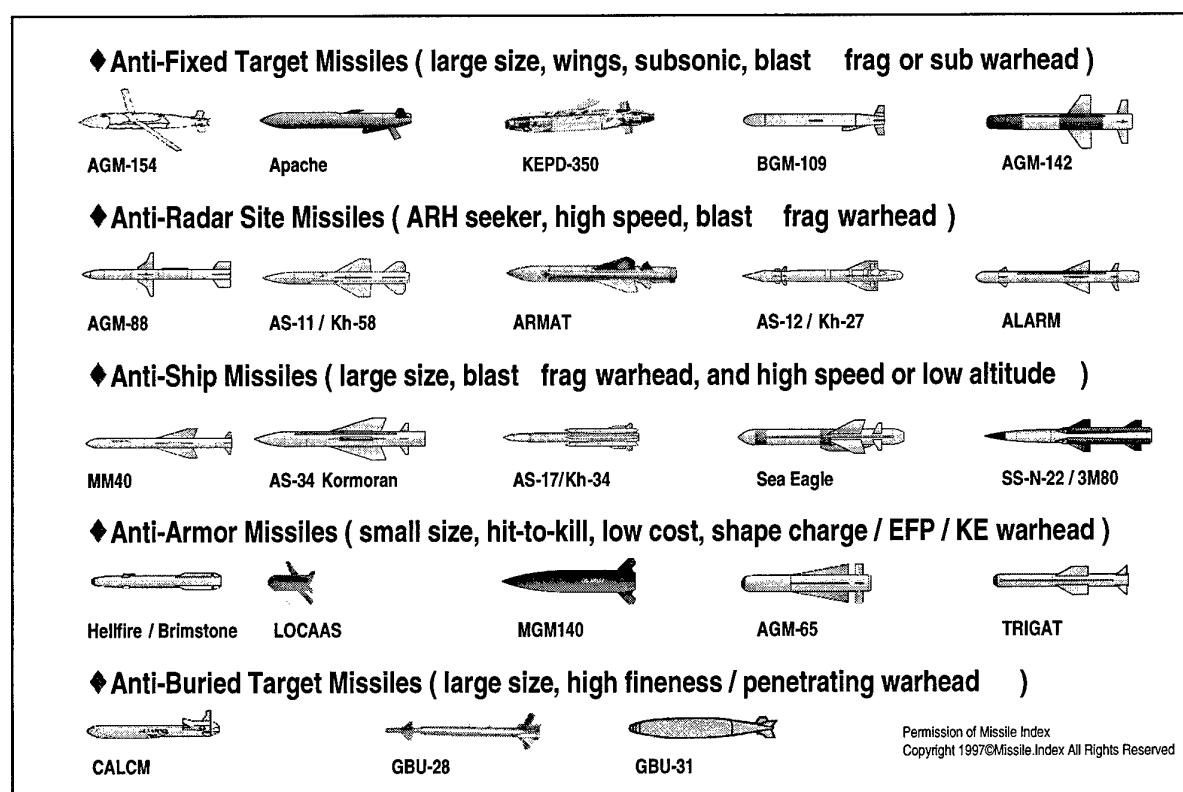 ♦Anti-Fixed Target Missiles ( large size, wings, subsonic, blast frag or sub warhead )
AGM-154 Apache KEPD-350 BGM-109 AGM-142
♦Anti-Radar Site Missiles ( ARH seeker, high speed, blast frag warhead )
AGM-88 AS-11 / Kh-58 ARMAT AS-12 / Kh-27 ALARM
♦Anti-Ship Missiles ( large size, blast frag warhead, and high speed or low altitude )
MM40 AS-34 Kormoran AS-17/Kh-34 Sea Eagle SS-N-22 / 3M80
♦Anti-Armor Missiles ( small size, hit-to-kill, low cost, shape charge / EFP / KE warhead )
Hellfire / Brimstone LOCAAS MGM140 AGM-65 TRIGAT
♦Anti-Buried Target Missiles ( large size, high fineness / penetrating warhead )
CALCM GBU-28 GBU-31
Permission of Missile Index
Copyright 1997©Missile.Index All Rights Reserved